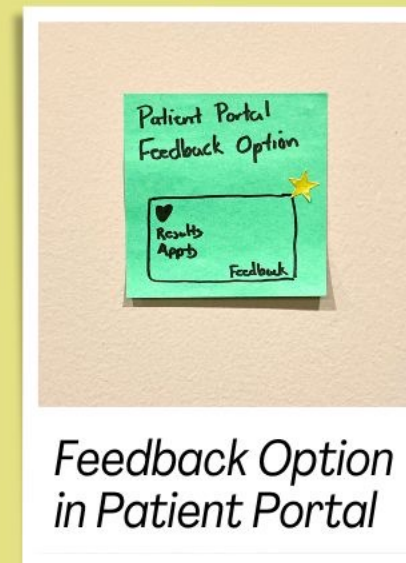 Patient Portal
Feedback Option
Results
Appts
Feedback
Feedback Option
in Patient Portal